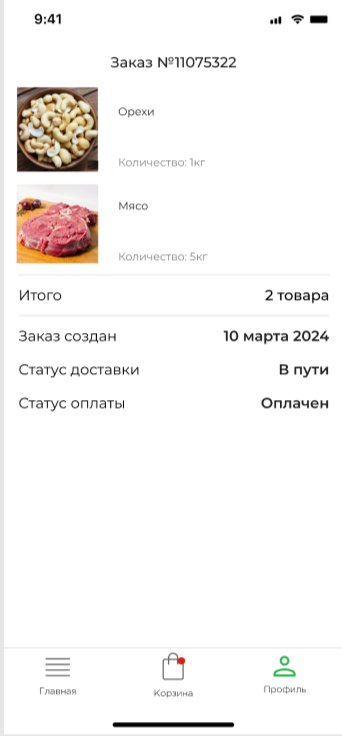 9:41
Заказ №11075322
Орехи
Количество: 1кг
Мясо
Количество: 5кг
Итого 2 товара
Заказ создан 10 марта 2024
Статус доставки В пути
Статус оплаты Оплачен
Главная Корзина Профиль